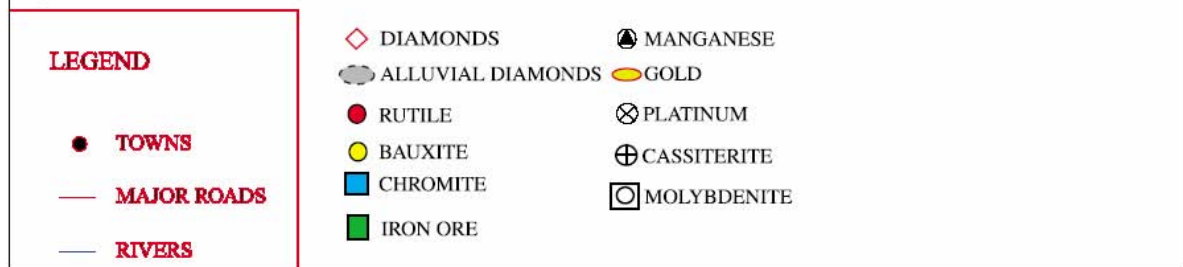 LEGEND
TOWNS
MAJOR ROADS
RIVERS
DIAMONDS
ALLUVIAL DIAMONDS
RUTILE
BAUXITE
CHROMITE
IRON ORE
MANGANESE
GOLD
PLATINUM
CASSITERITE
MOLYBDENITE